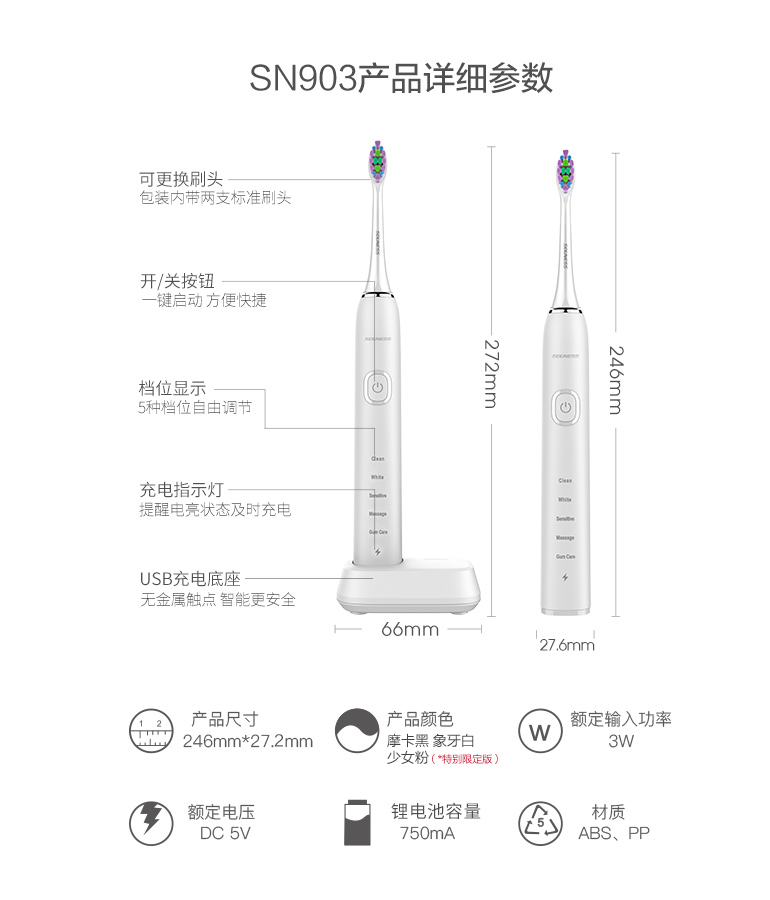 SN903产品详细参数
可更换刷头
包装内带两支标准刷头
开/关按钮
一键启动 方便快捷
档位显示
5种档位自由调节
充电指示灯
提醒电亮状态及时充电
USB充电底座
无金属触点 智能更安全
SOUNESS
SOUNESS
Clean
White
Sensitive
Massage
Gum Care
272mm
66mm
SOUNESS
SOUNESS
Clean
White
Sensitive
Massage
Gum Care
246mm
27.6mm
1 2
产品尺寸
246mm*27.2mm
产品颜色
摩卡黑 象牙白
少女粉(*特别限定版)
W
额定输入功率
3W
额定电压
DC 5V
锂电池容量
750mA
5
材质
ABS、PP